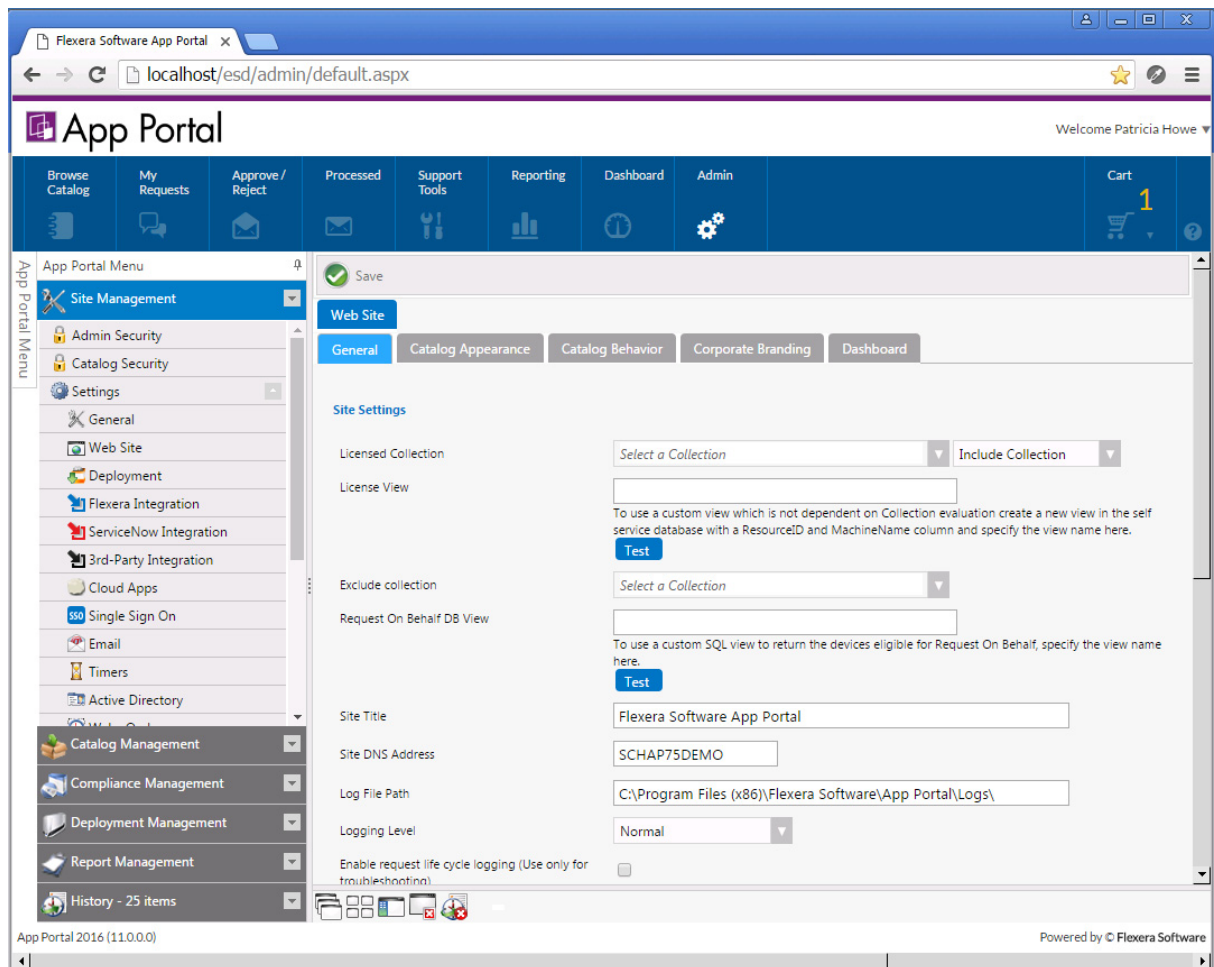 Flexera Software App Portal
localhost/esd/admin/default.aspx
App Portal
Welcome Patricia Howe
Browse Catalog
My Requests
Approve / Reject
Processed
Support Tools
Reporting
Dashboard
Admin
Cart
1
App Portal Menu
App Portal Menu
Site Management
Admin Security
Catalog Security
Settings
General
Web Site
Deployment
Flexera Integration
ServiceNow Integration
3rd-Party Integration
Cloud Apps
SSO Single Sign On
Email
Timers
Active Directory
Catalog Management
Compliance Management
Deployment Management
Report Management
History - 25 items
Save
Web Site
General
Catalog Appearance
Catalog Behavior
Corporate Branding
Dashboard
Site Settings
Licensed Collection
Select a Collection
Include Collection
License View
To use a custom view which is not dependent on Collection evaluation create a new view in the self
service database with a ResourceID and MachineName column and specify the view name here.
Test
Exclude collection
Select a Collection
Request On Behalf DB View
To use a custom SQL view to return the devices eligible for Request On Behalf, specify the view name
here.
Test
Site Title
Flexera Software App Portal
Site DNS Address
SCHAP75DEMO
Log File Path
C:\Program Files (x86)\Flexera Software\App Portal\Logs\
Logging Level
Normal
Enable request life cycle logging (Use only for
troubleshooting)
App Portal 2016 (11.0.0.0)
Powered by © Flexera Software